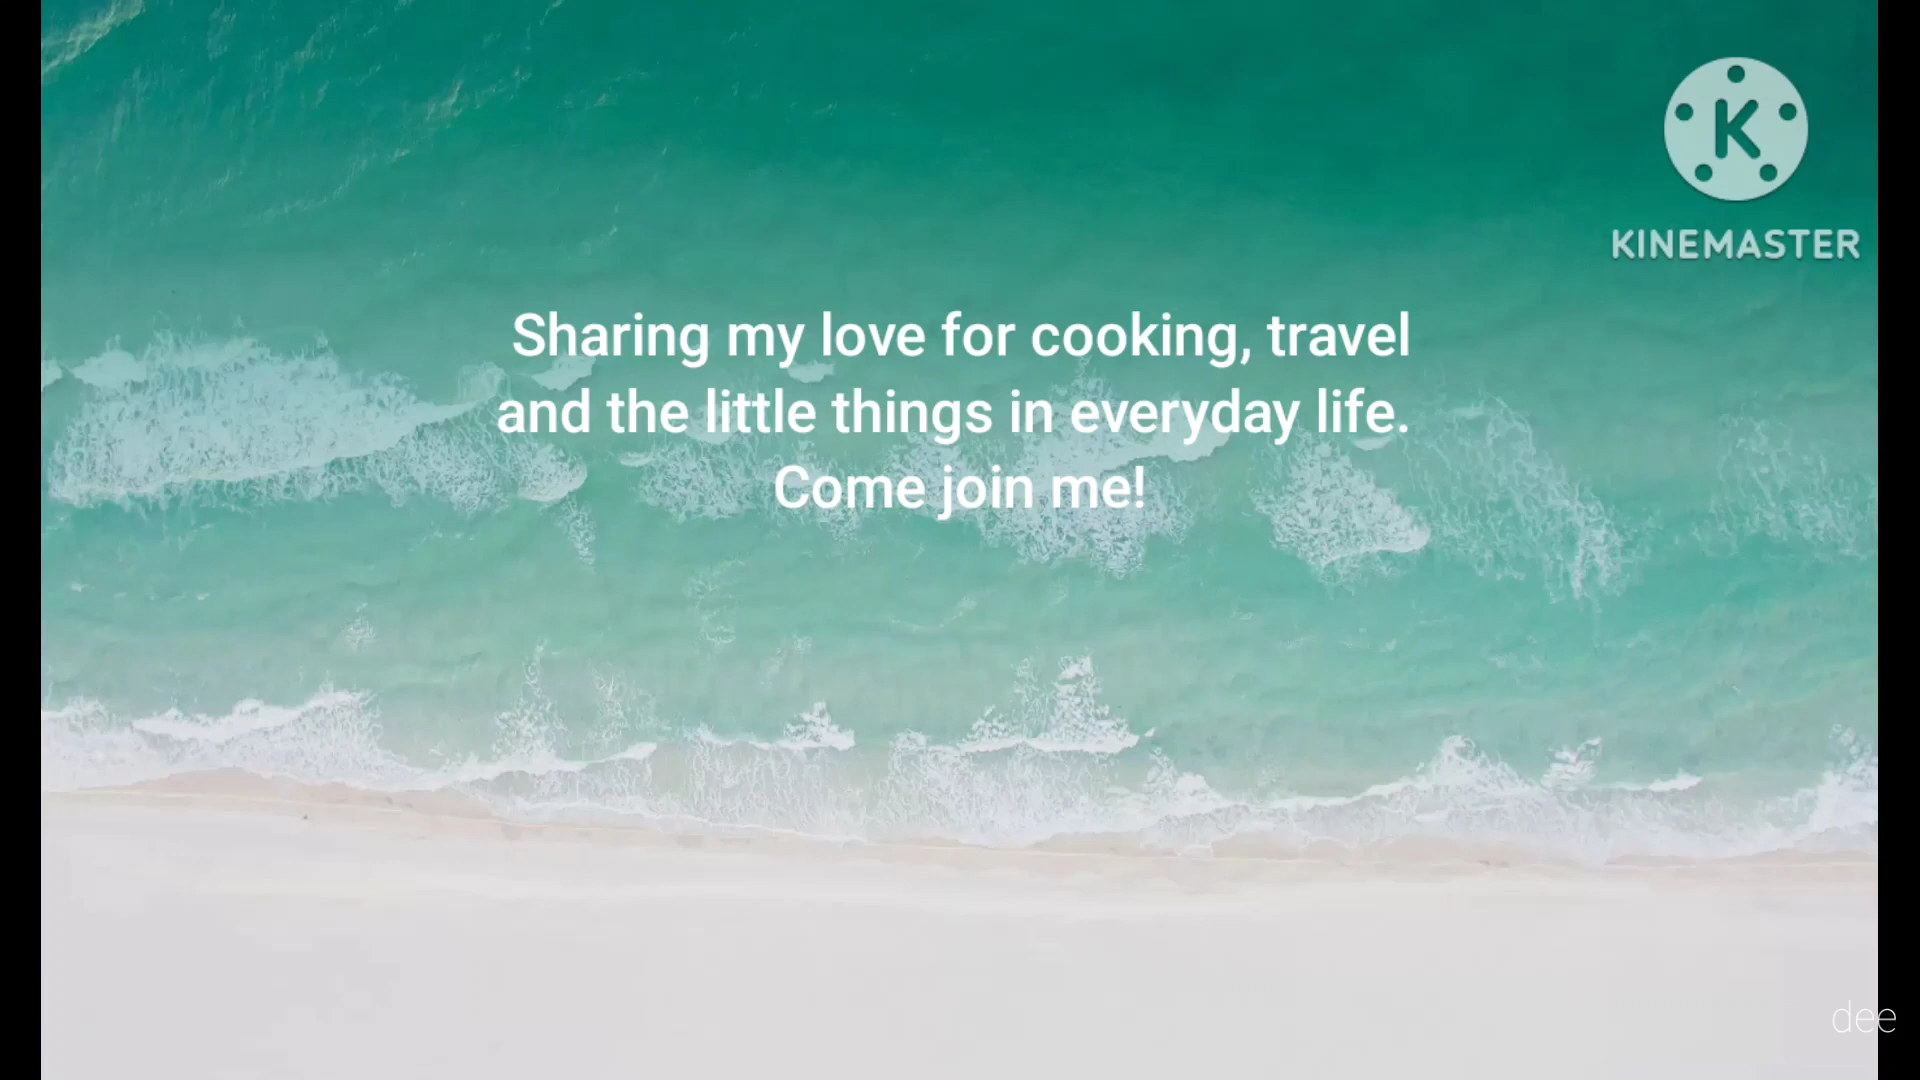 K
KINEMASTER
Sharing my love for cooking, travel
and the little things in everyday life.
Come join me!
dee